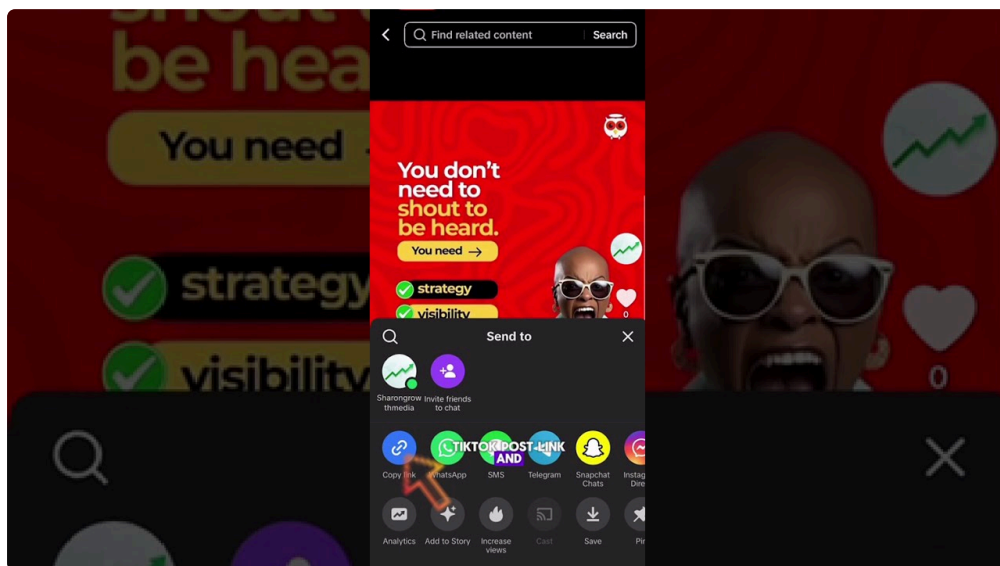 be hea
You need
strategy
visibility
Find related content
Search
You don't
need to
shout to
be heard.
You need →
strategy
visibility
0
Send to
Sharongrow
thmedia
Invite friends
to chat
TIKTOK POST LINK
AND
Copy link
WhatsApp
SMS
Telegram
Snapchat
Chats
Instag
Dire
Analytics
Add to Story
Increase
views
Cast
Save
Pin
0